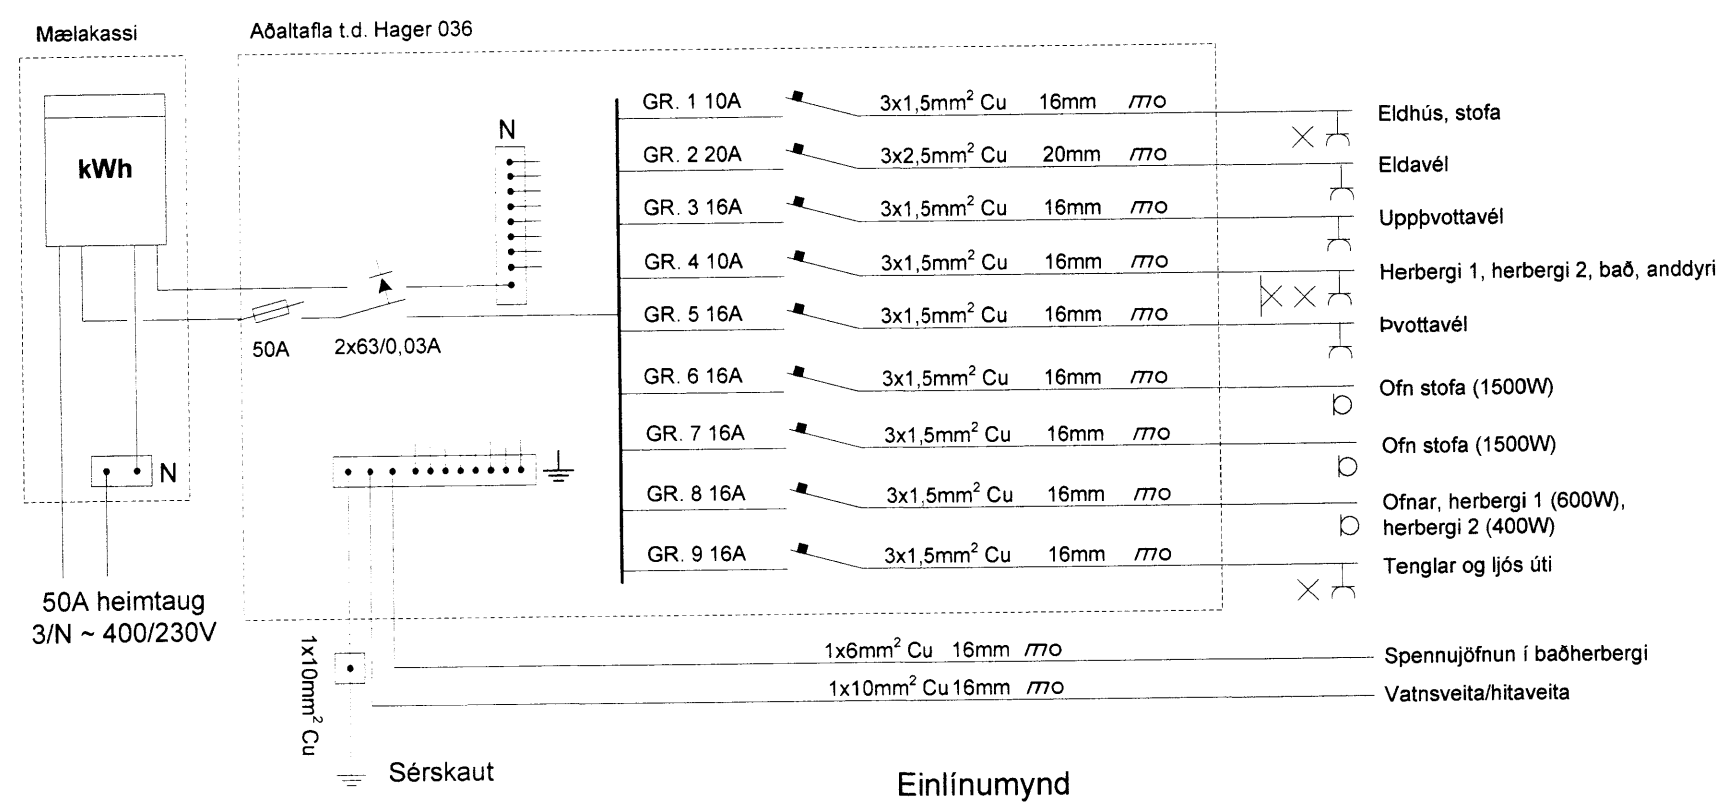 Mælakassi
Aðaltafla t.d. Hager 036
kWh
N
50A
2x63/0,03A
N
50A heimtaug
3/N ~ 400/230V
GR. 1 10A 3x1,5mm² Cu 16mm Eldhús, stofa
GR. 2 20A 3x2,5mm² Cu 20mm Eldavél
GR. 3 16A 3x1,5mm² Cu 16mm Uppþvottavél
GR. 4 10A 3x1,5mm² Cu 16mm Herbergi 1, herbergi 2, bað, anddyri
GR. 5 16A 3x1,5mm² Cu 16mm Þvottavél
GR. 6 16A 3x1,5mm² Cu 16mm Ofn stofa (1500W)
GR. 7 16A 3x1,5mm² Cu 16mm Ofn stofa (1500W)
GR. 8 16A 3x1,5mm² Cu 16mm Ofnar, herbergi 1 (600W),
herbergi 2 (400W)
GR. 9 16A 3x1,5mm² Cu 16mm Tenglar og ljós úti
1x6mm² Cu 16mm Spennujöfnun í baðherbergi
1x10mm² Cu 16mm Vatnsveita/hitaveita
1x10mm² Cu
Sérskaut
Einlínumynd